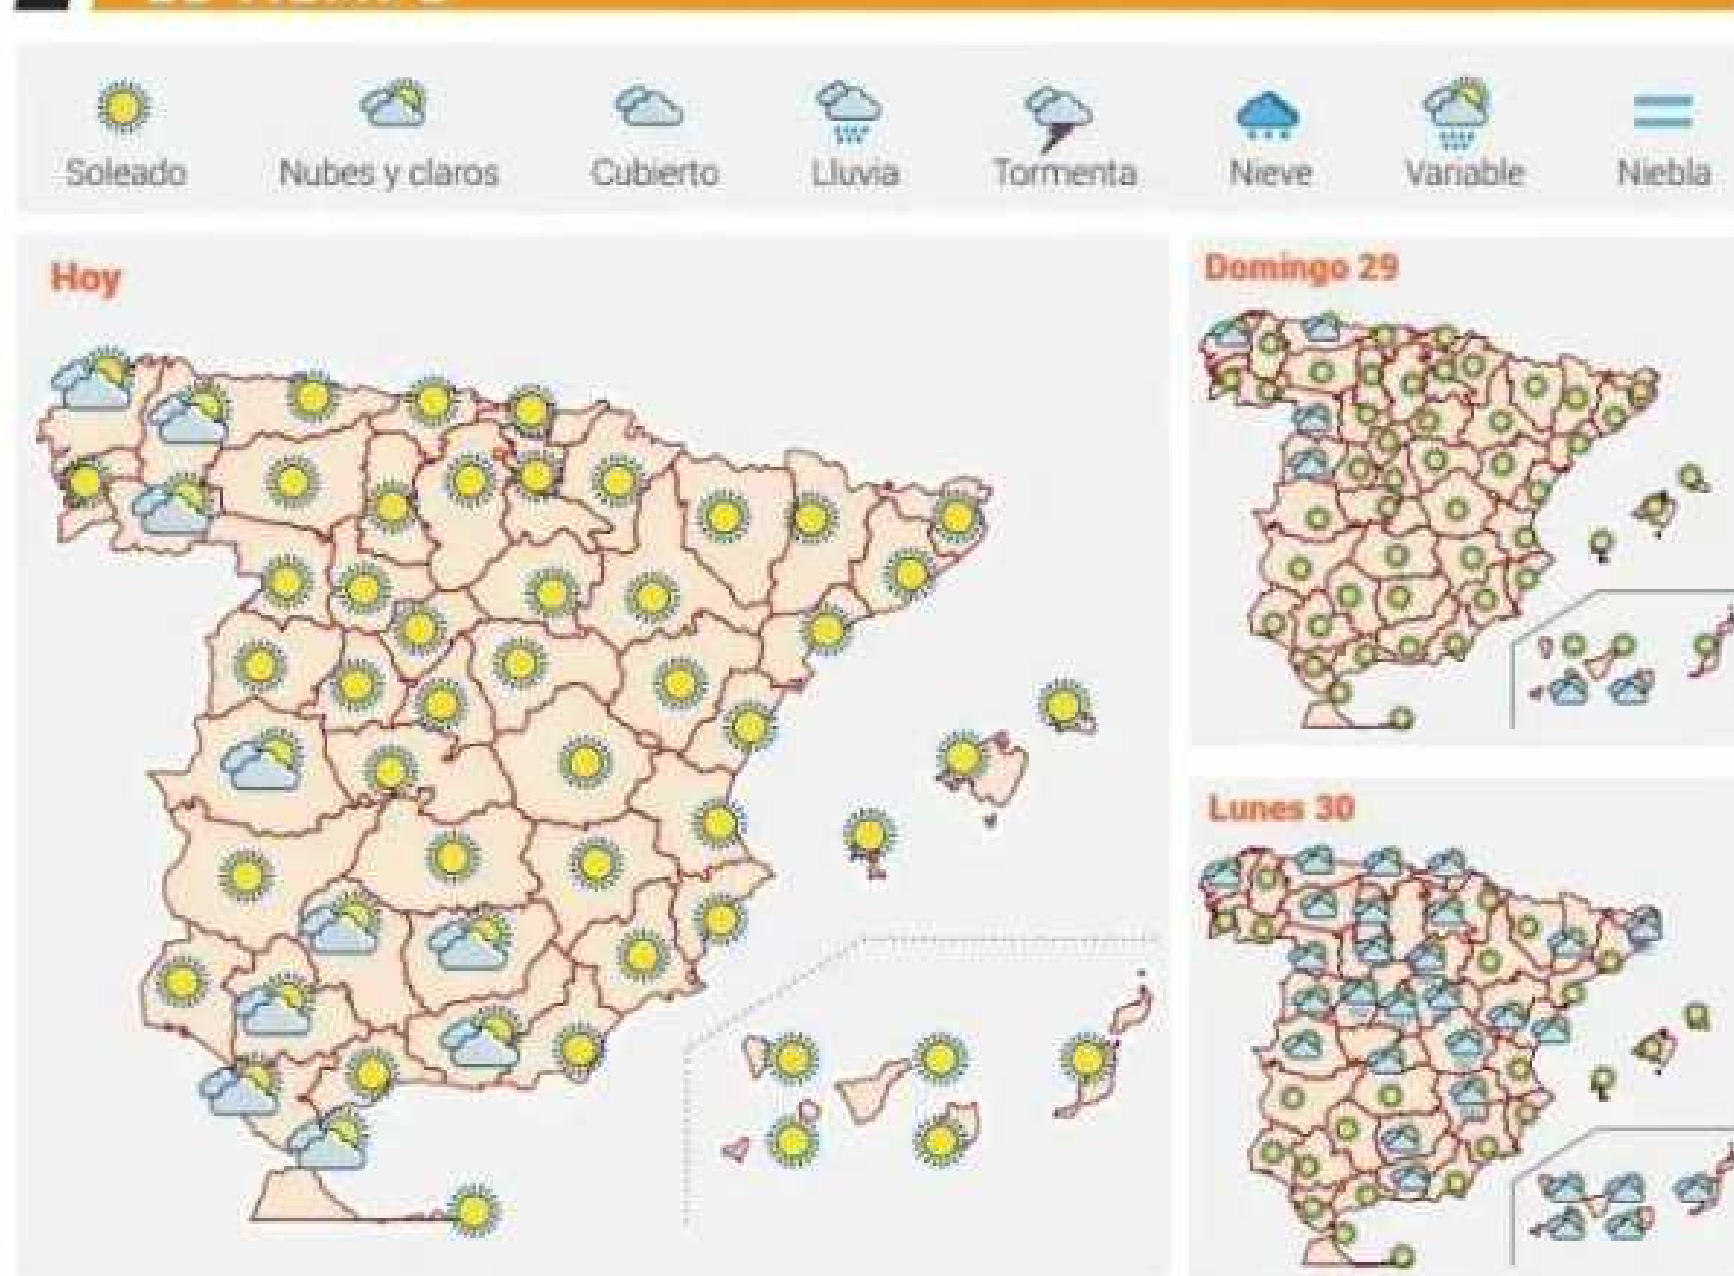 Soleado
Nubes y claros
Cubierto
Lluvia
Tormenta
Nieve
Variable
Niebla
Hoy
Domingo 29
Lunes 30